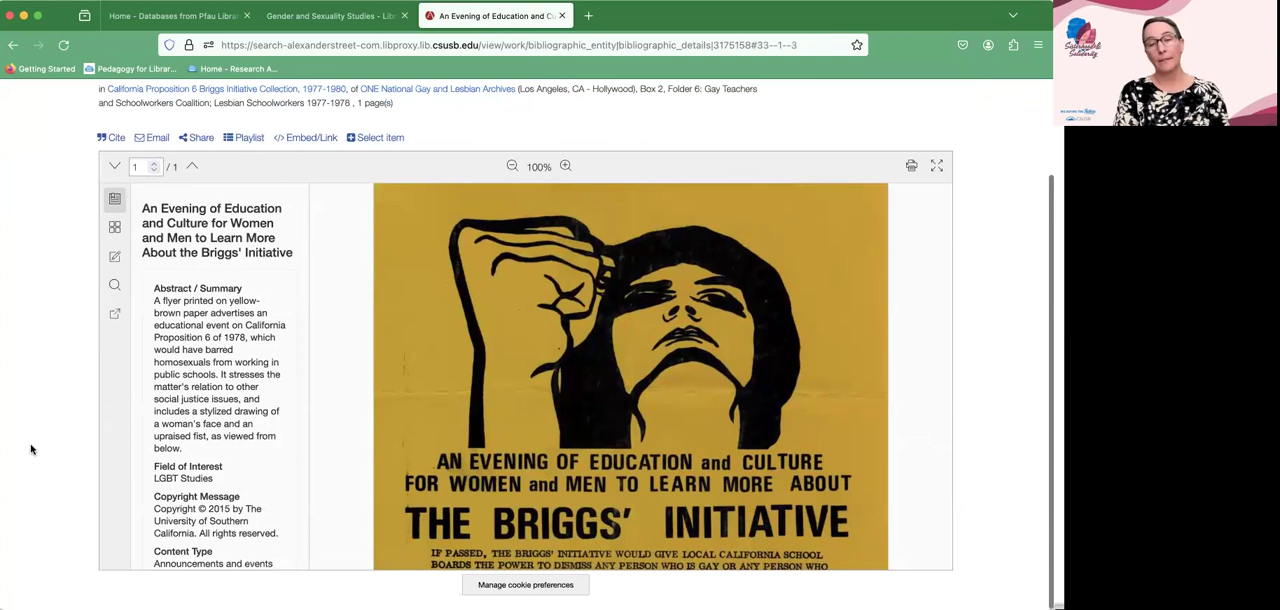 Home - Databases from Pfau Librar
Gender and Sexuality Studies - Lib
An Evening of Education and Cu
https://search-alexanderstreet-com.libproxy.lib.csusb.edu/view/work/bibliographic_entity|bibliographic_details|3175158#33--1--3
Getting Started
Pedagogy for Librar...
Home - Research A...
Sisterhood &
Solidarity
CSUSB
in California Proposition 6 Briggs Initiative Collection, 1977-1980, of ONE National Gay and Lesbian Archives (Los Angeles, CA - Hollywood), Box 2, Folder 6: Gay Teachers
and Schoolworkers Coalition; Lesbian Schoolworkers 1977-1978 , 1 page(s)
Cite Email Share Playlist </> Embed/Link Select item
1 / 1
100%
An Evening of Education
and Culture for Women
and Men to Learn More
About the Briggs' Initiative
Abstract / Summary
A flyer printed on yellow-
brown paper advertises an
educational event on California
Proposition 6 of 1978, which
would have barred
homosexuals from working in
public schools. It stresses the
matter's relation to other
social justice issues, and
includes a stylized drawing of
a woman's face and an
upraised fist, as viewed from
below.
Field of Interest
LGBT Studies
Copyright Message
Copyright © 2015 by The
University of Southern
California. All rights reserved.
Content Type
Announcements and events
AN EVENING OF EDUCATION and CULTURE
FOR WOMEN and MEN TO LEARN MORE ABOUT
THE BRIGGS' INITIATIVE
IF PASSED, THE BRIGGS' INITIATIVE WOULD GIVE LOCAL CALIFORNIA SCHOOL
BOARDS THE POWER TO DISMISS ANY PERSON WHO IS GAY OR ANY PERSON WHO
Manage cookie preferences